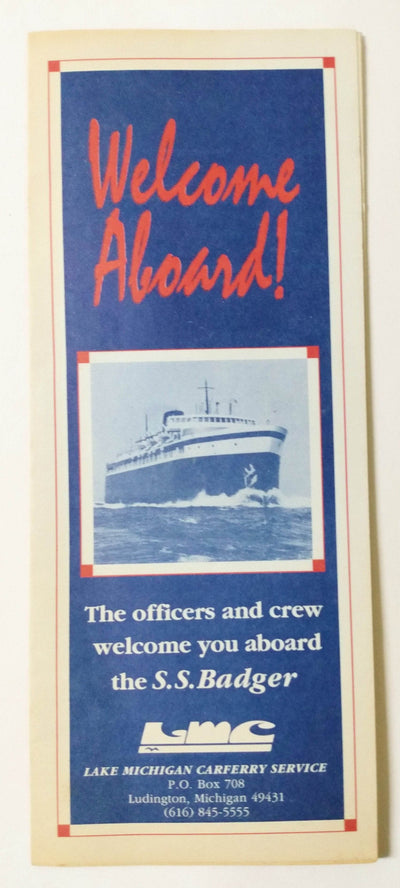 Welcome
Aboard!
The officers and crew
welcome you aboard
the S.S.Badger
LMC
LAKE MICHIGAN CARFERRY SERVICE
P.O. Box 708
Ludington, Michigan 49431
(616) 845-5555